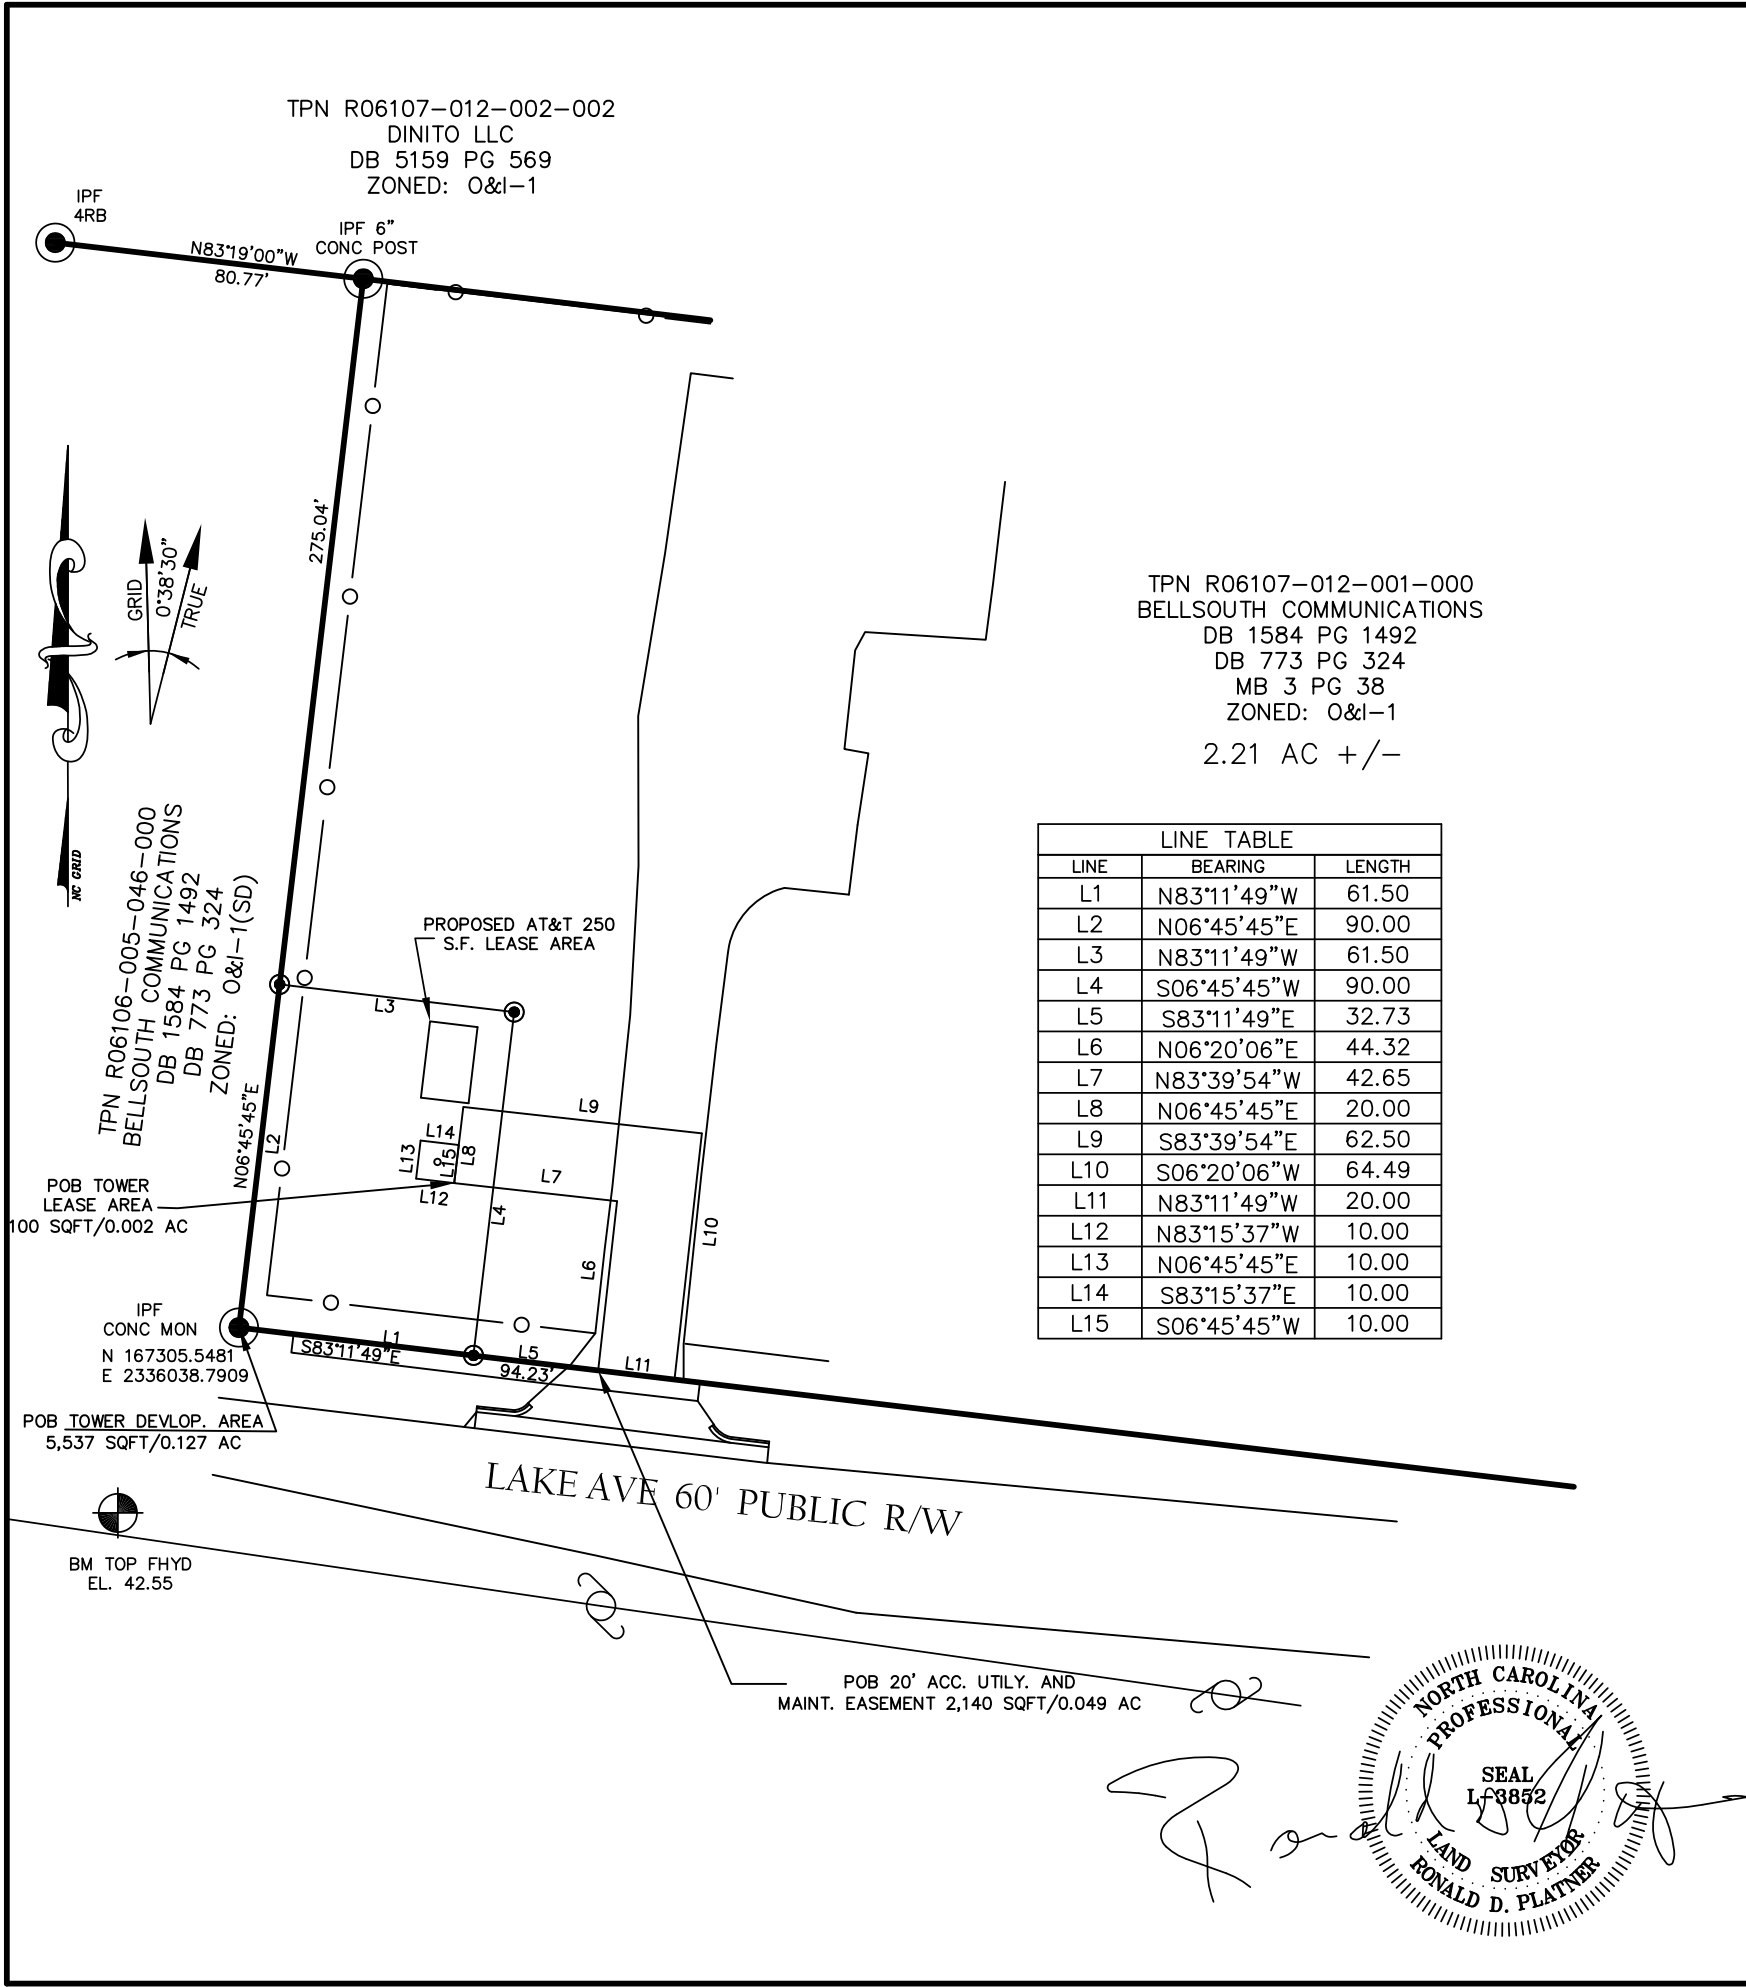 TPN R06107-012-002-002
DINITO LLC
DB 5159 PG 569
ZONED: O&I-1
IPF
4RB
IPF 6"
CONC POST
N83°19'00"W
80.77'
275.04'
GRID
0°38'30"
TRUE
NC GRID
TPN R06107-012-001-000
BELLSOUTH COMMUNICATIONS
DB 1584 PG 1492
DB 773 PG 324
MB 3 PG 38
ZONED: O&I-1
2.21 AC +/-
TPN R06106-005-046-000
BELLSOUTH COMMUNICATIONS
DB 1584 PG 1492
DB 773 PG 324
ZONED: O&I-1(SD)
N06°45'45"E
PROPOSED AT&T 250
S.F. LEASE AREA
L3
L9
L14
L13
L15
L8
L12
L7
L2
L4
L6
L10
POB TOWER
LEASE AREA
100 SQFT/0.002 AC
IPF
CONC MON
N 167305.5481
E 2336038.7909
L1
S83°11'49"E
L5
94.23'
L11
POB TOWER DEVLOP. AREA
5,537 SQFT/0.127 AC
LAKE AVE 60' PUBLIC R/W
BM TOP FHYD
EL. 42.55
POB 20' ACC. UTILY. AND
MAINT. EASEMENT 2,140 SQFT/0.049 AC
LINE TABLE
LINE BEARING LENGTH
L1 N83°11'49"W 61.50
L2 N06°45'45"E 90.00
L3 N83°11'49"W 61.50
L4 S06°45'45"W 90.00
L5 S83°11'49"E 32.73
L6 N06°20'06"E 44.32
L7 N83°39'54"W 42.65
L8 N06°45'45"E 20.00
L9 S83°39'54"E 62.50
L10 S06°20'06"W 64.49
L11 N83°11'49"W 20.00
L12 N83°15'37"W 10.00
L13 N06°45'45"E 10.00
L14 S83°15'37"E 10.00
L15 S06°45'45"W 10.00
NORTH CAROLINA
PROFESSIONAL
SEAL
L-3852
LAND SURVEYOR
RONALD D. PLATNER